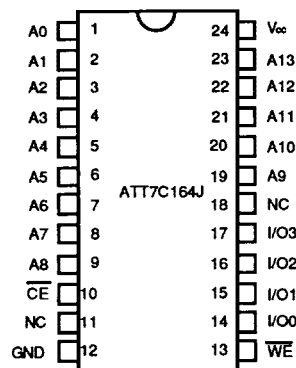 A0 1 24 Vcc
A1 2 23 A13
A2 3 22 A12
A3 4 21 A11
A4 5 20 A10
A5 6 19 A9
ATT7C164J
A6 7 18 NC
A7 8 17 I/O3
A8 9 16 I/O2
CE 10 15 I/O1
NC 11 14 I/O0
GND 12 13 WE